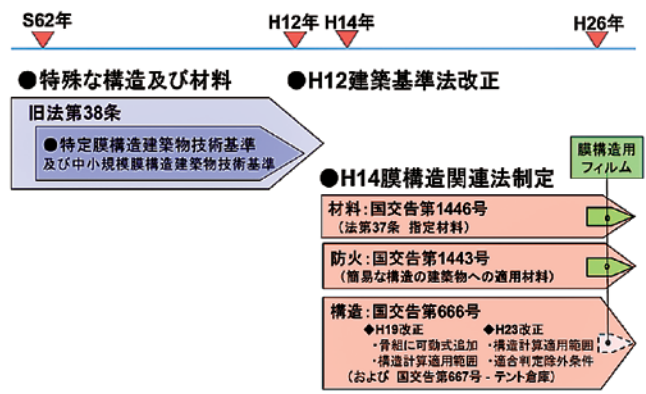 S62年 H12年 H14年 H26年
●特殊な構造及び材料 ●H12建築基準法改正
旧法第38条
●特定膜構造建築物技術基準
及び中小規模膜構造建築物技術基準
膜構造用
フィルム
●H14膜構造関連法制定
材料：国交告第1446号
（法第37条 指定材料）
防火：国交告第1443号
（簡易な構造の建築物への適用材料）
構造：国交告第666号
◆H19改正 ◆H23改正
・骨組に可動式追加 ・構造計算適用範囲
・構造計算適用範囲 ・適合判定除外条件
（および 国交告第667号 - テント倉庫）